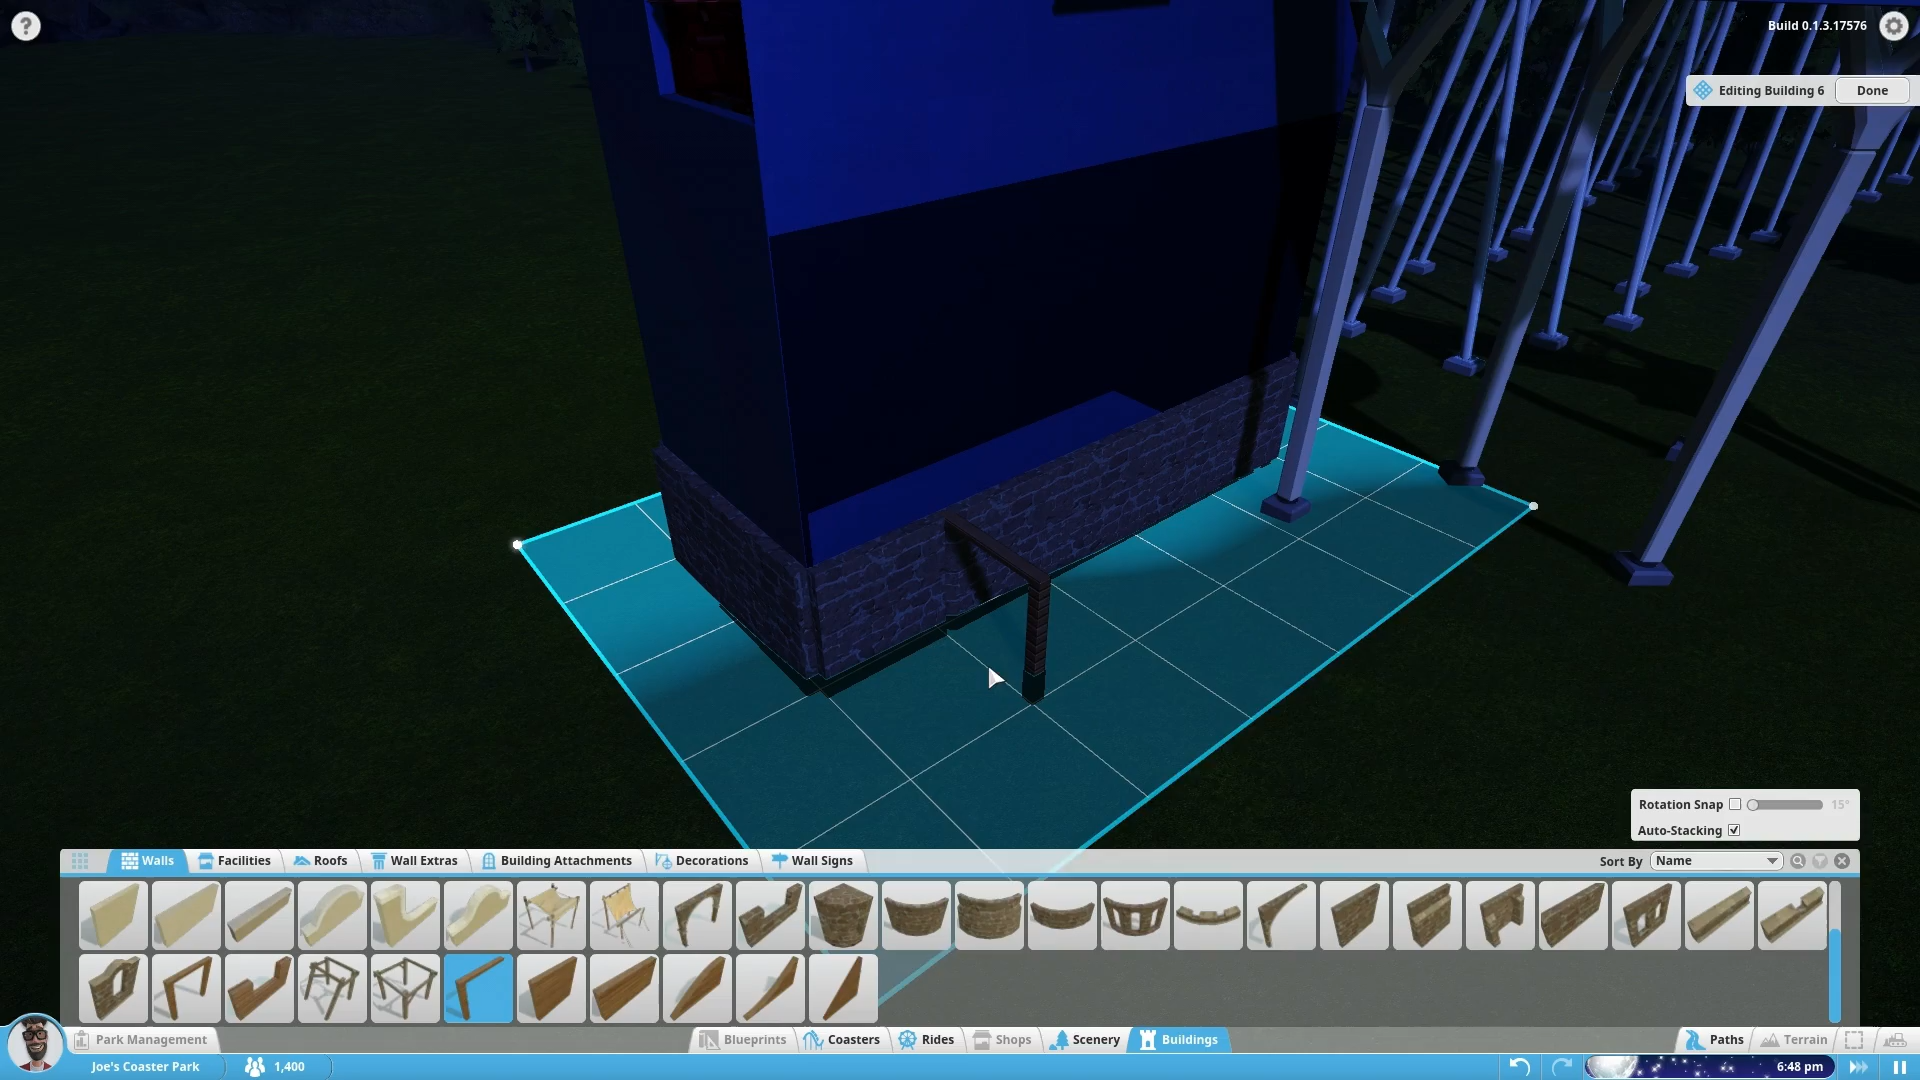 ?
Build 0.1.3.17576
Editing Building 6 Done
Rotation Snap 15°
Auto-Stacking
Walls Facilities Roofs Wall Extras Building Attachments Decorations Wall Signs Sort By Name
Park Management Blueprints Coasters Rides Shops Scenery Buildings Paths Terrain
Joe's Coaster Park 1,400 6:48 pm